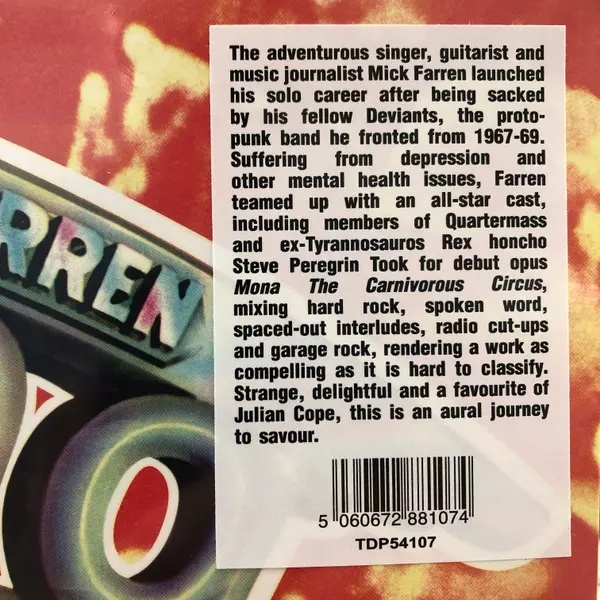 The adventurous singer, guitarist and
music journalist Mick Farren launched
his solo career after being sacked
by his fellow Deviants, the proto-
punk band he fronted from 1967-69.
Suffering from depression and
other mental health issues, Farren
teamed up with an all-star cast,
including members of Quartermass
and ex-Tyrannosauros Rex honcho
Steve Peregrin Took for debut opus
Mona The Carnivorous Circus,
mixing hard rock, spoken word,
spaced-out interludes, radio cut-ups
and garage rock, rendering a work as
compelling as it is hard to classify.
Strange, delightful and a favourite of
Julian Cope, this is an aural journey
to savour.
5 060672 881074
TDP54107
RREN